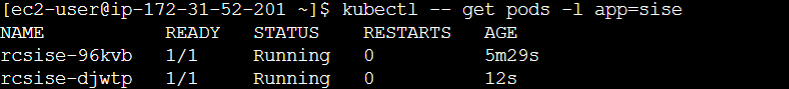 [ec2-user@ip-172-31-52-201 ~]$ kubectl -- get pods -l app=sise
NAME READY STATUS RESTARTS AGE
rcsise-96kvb 1/1 Running 0 5m29s
rcsise-djwtp 1/1 Running 0 12s